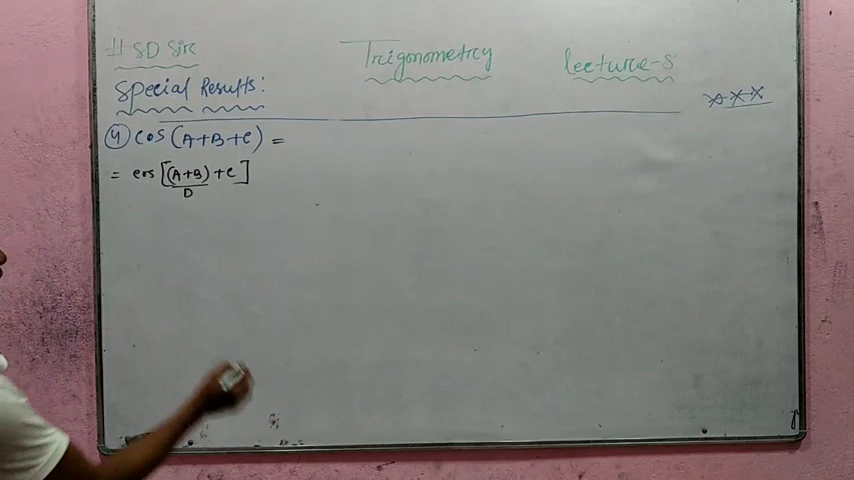 # SD Sir
Trigonometry
lecture-5
Special Results:
4) cos (A+B+C) =
= cos [(A+B) + C]
D